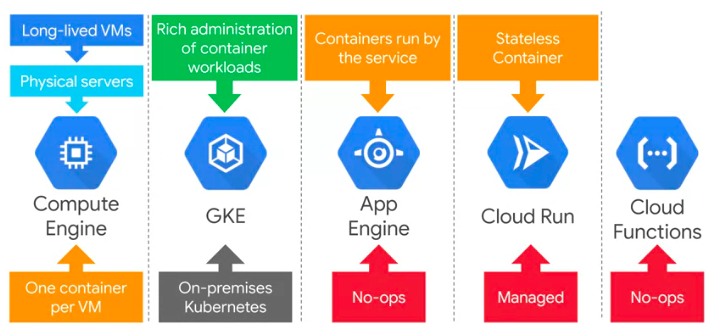 Long-lived VMs
Physical servers
Compute
Engine
One container
per VM
Rich administration
of container
workloads
GKE
On-premises
Kubernetes
Containers run by
the service
App
Engine
No-ops
Stateless
Container
Cloud Run
Managed
Cloud
Functions
No-ops